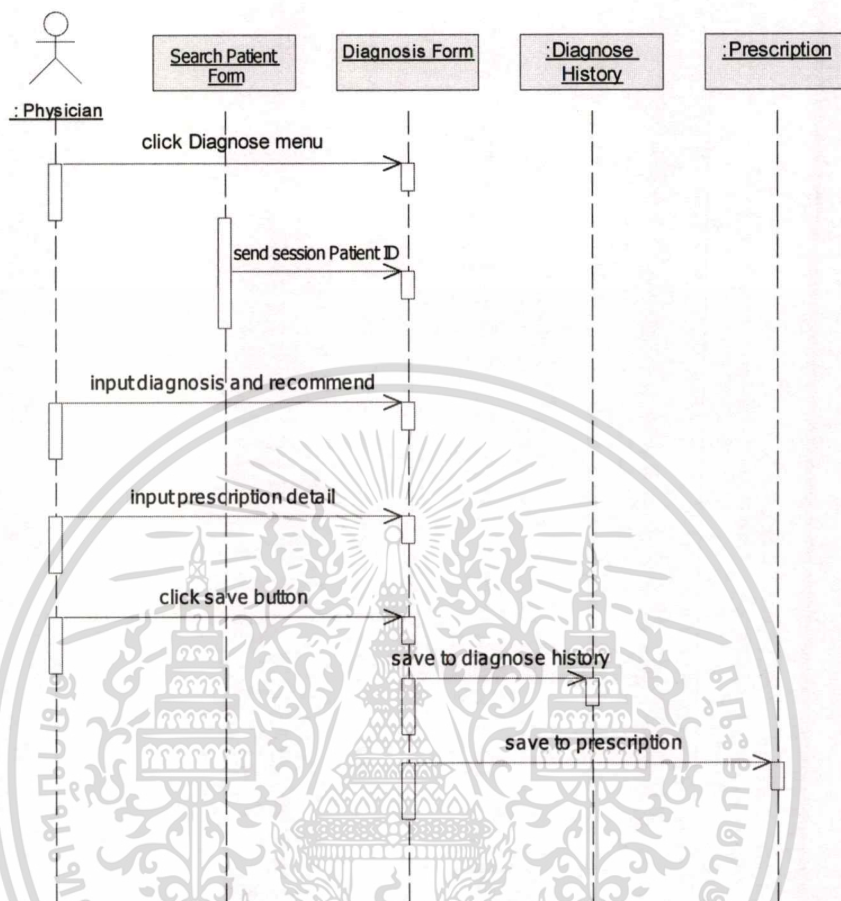 Search Patient
Form
Diagnosis Form
:Diagnose
History
:Prescription
: Physician
click Diagnose menu
send session Patient ID
input diagnosis and recommend
input prescription detail
click save button
save to diagnose history
save to prescription